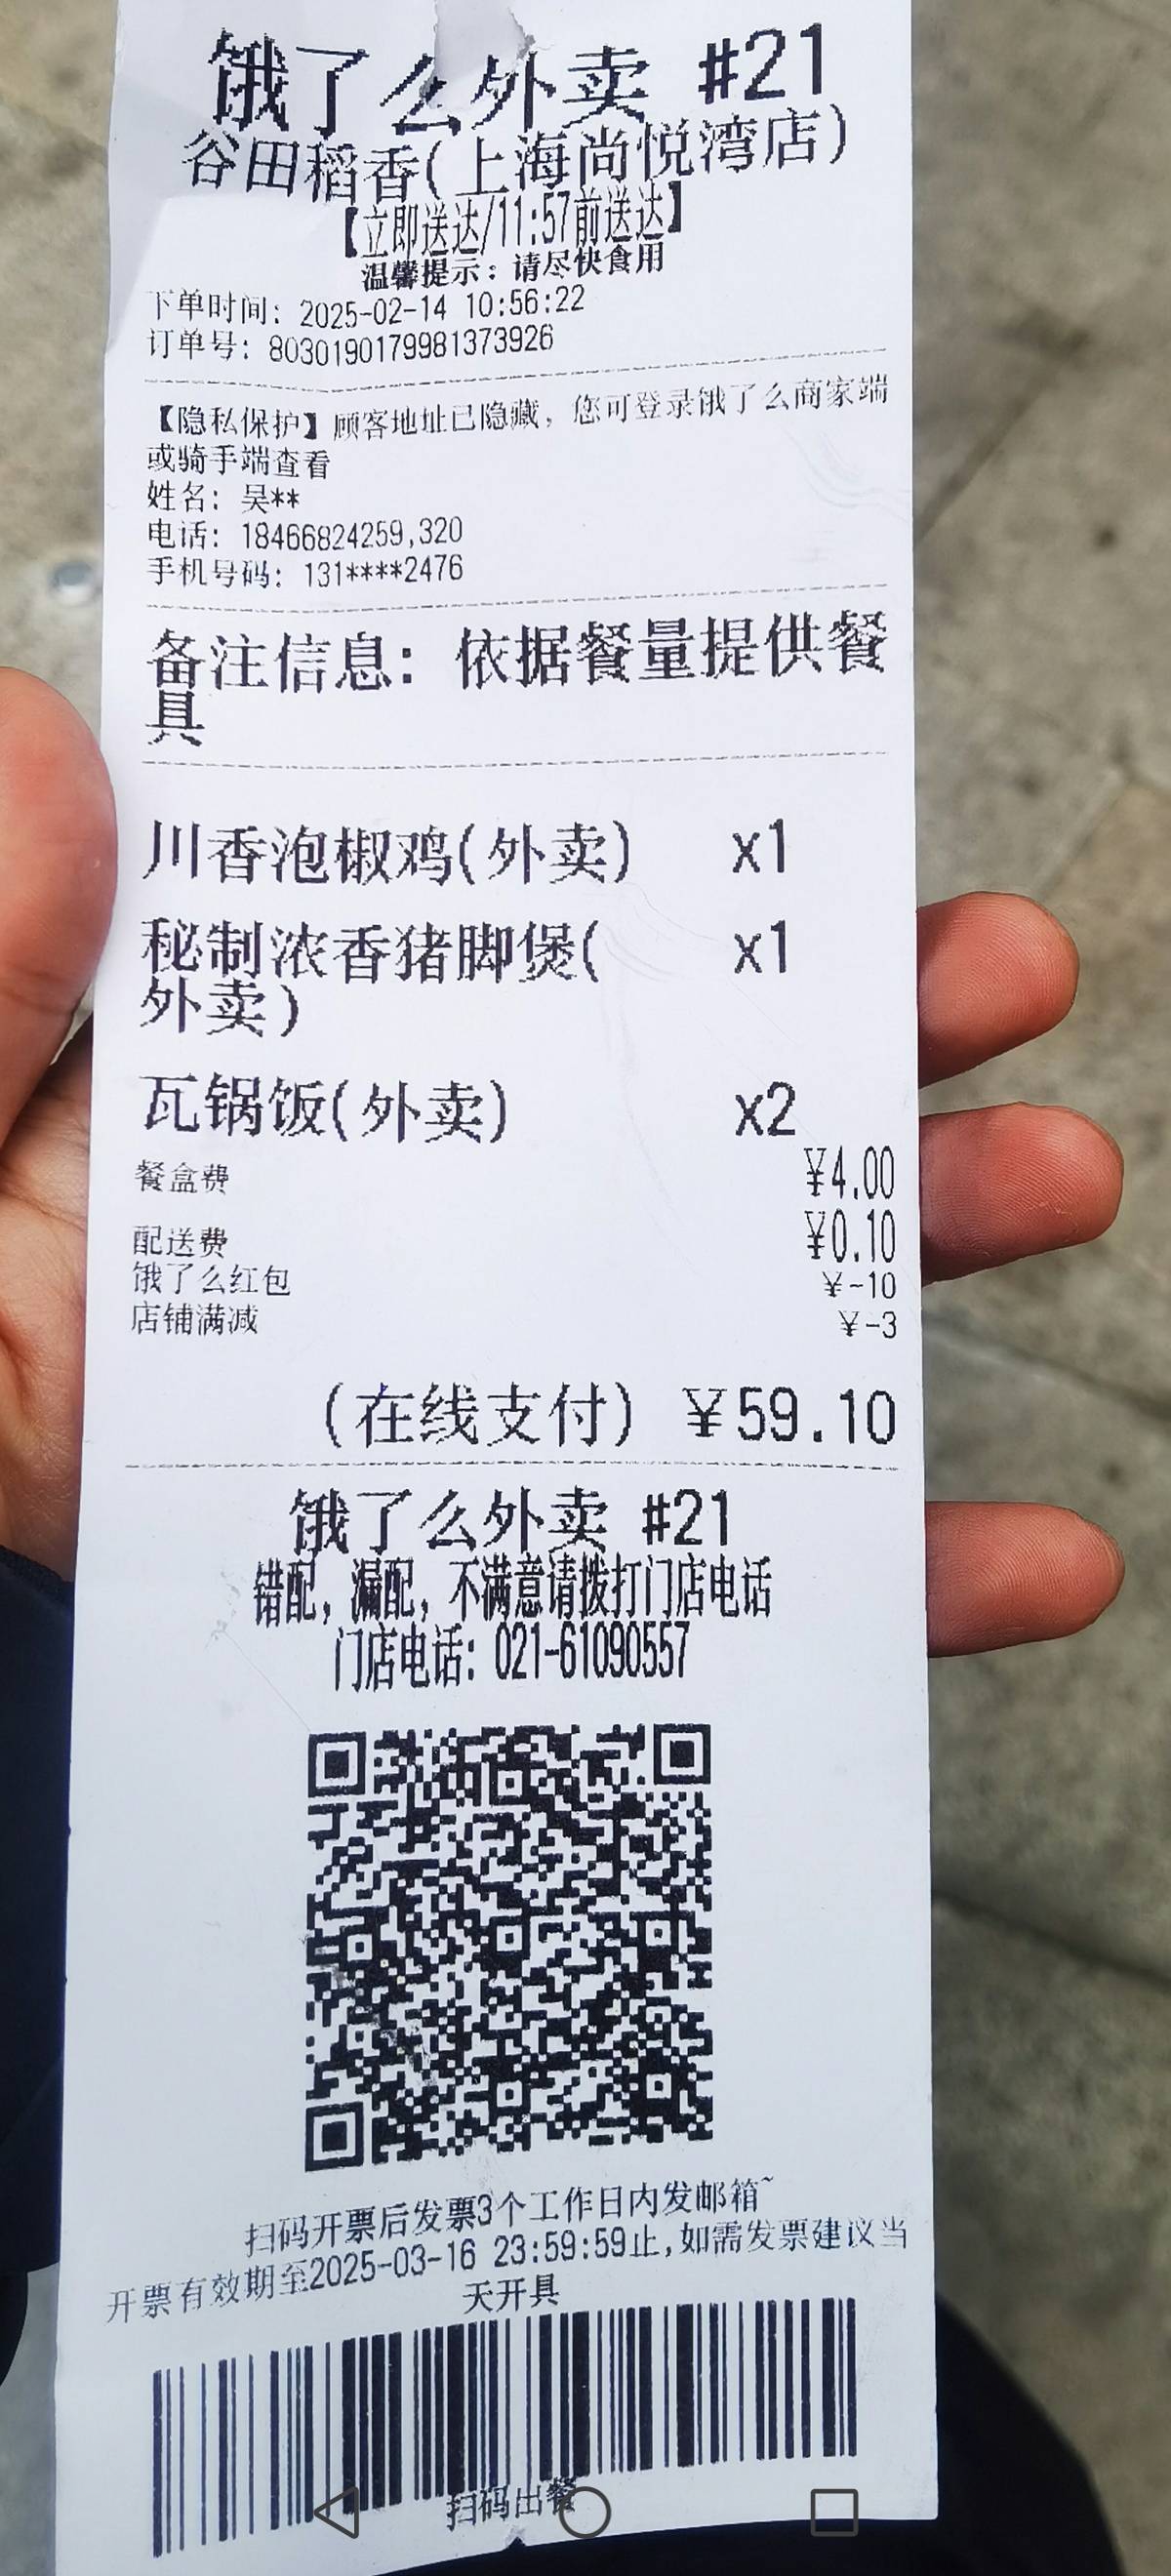 饿了么外卖 #21
谷田稻香(上海尚悦湾店)
【立即送达/11:57前送达】
温馨提示：请尽快食用
下单时间: 2025-02-14 10:56:22
订单号: 8030190179981373926
【隐私保护】顾客地址已隐藏，您可登录饿了么商家端
或骑手端查看
姓名: 吴**
电话: 18466824259,320
手机号码: 131****2476
备注信息: 依据餐量提供餐
具
川香泡椒鸡(外卖) x1
秘制浓香猪脚煲( x1
外卖)
瓦锅饭(外卖) x2
餐盒费 ¥4.00
配送费 ¥0.10
饿了么红包 ¥-10
店铺满减 ¥-3
(在线支付) ¥59.10
饿了么外卖 #21
错配，漏配，不满意请拨打门店电话
门店电话: 021-61090557
扫码开票后发票3个工作日内发邮箱~
开票有效期至2025-03-16 23:59:59止,如需发票建议当
天开具
扫码出餐